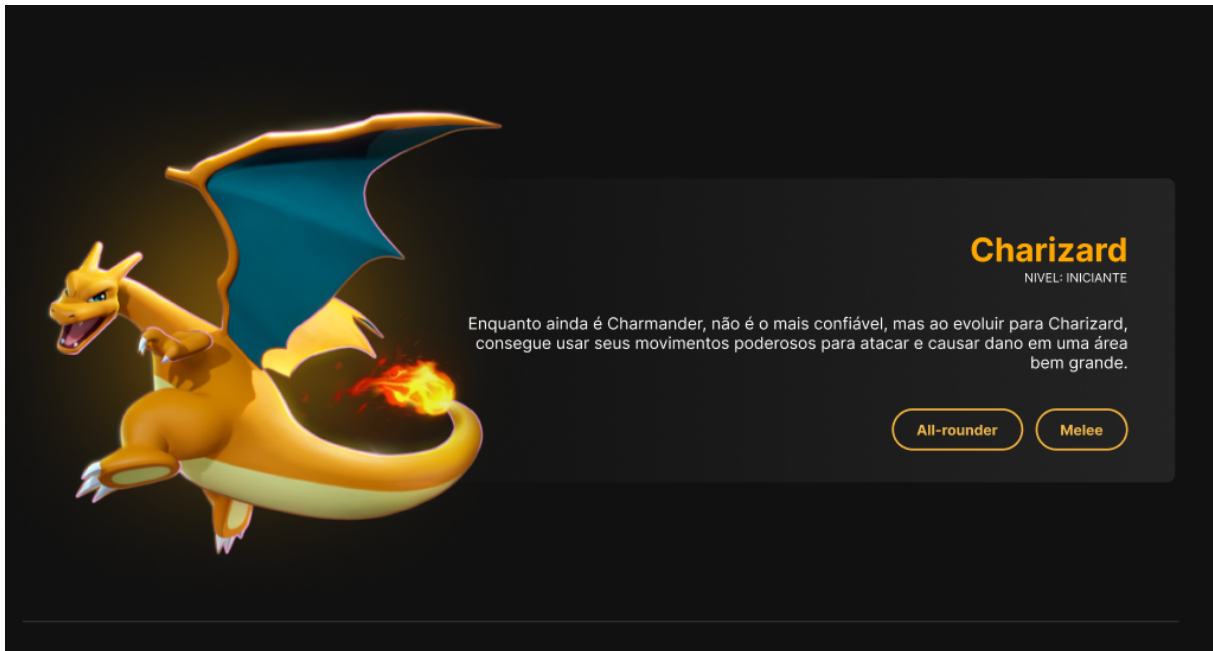 Charizard
NIVEL: INICIANTE
Enquanto ainda é Charmander, não é o mais confiável, mas ao evoluir para Charizard,
consegue usar seus movimentos poderosos para atacar e causar dano em uma área
bem grande.
All-rounder
Melee